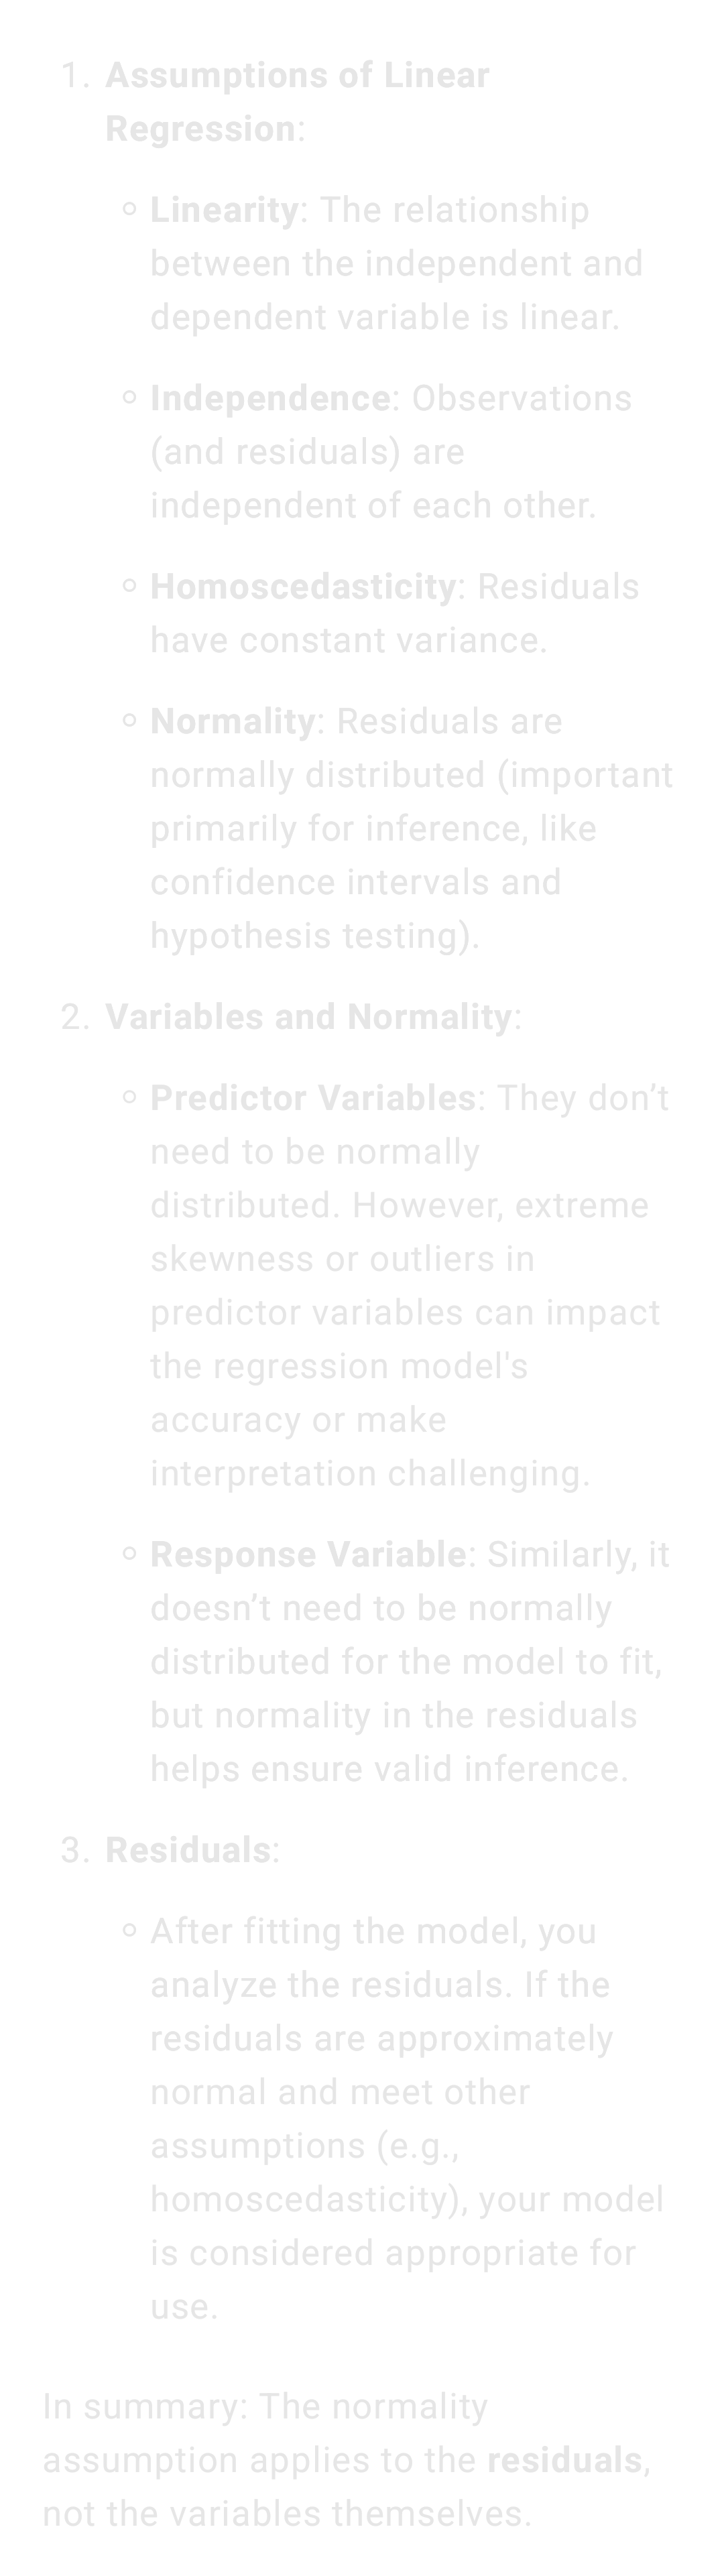 1. Assumptions of Linear
Regression:
Linearity: The relationship
between the independent and
dependent variable is linear.
Independence: Observations
(and residuals) are
independent of each other.
Homoscedasticity: Residuals
have constant variance.
Normality: Residuals are
normally distributed (important
primarily for inference, like
confidence intervals and
hypothesis testing).
2. Variables and Normality:
Predictor Variables: They don’t
need to be normally
distributed. However, extreme
skewness or outliers in
predictor variables can impact
the regression model's
accuracy or make
interpretation challenging.
Response Variable: Similarly, it
doesn’t need to be normally
distributed for the model to fit,
but normality in the residuals
helps ensure valid inference.
3. Residuals:
After fitting the model, you
analyze the residuals. If the
residuals are approximately
normal and meet other
assumptions (e.g.,
homoscedasticity), your model
is considered appropriate for
use.
In summary: The normality
assumption applies to the residuals,
not the variables themselves.